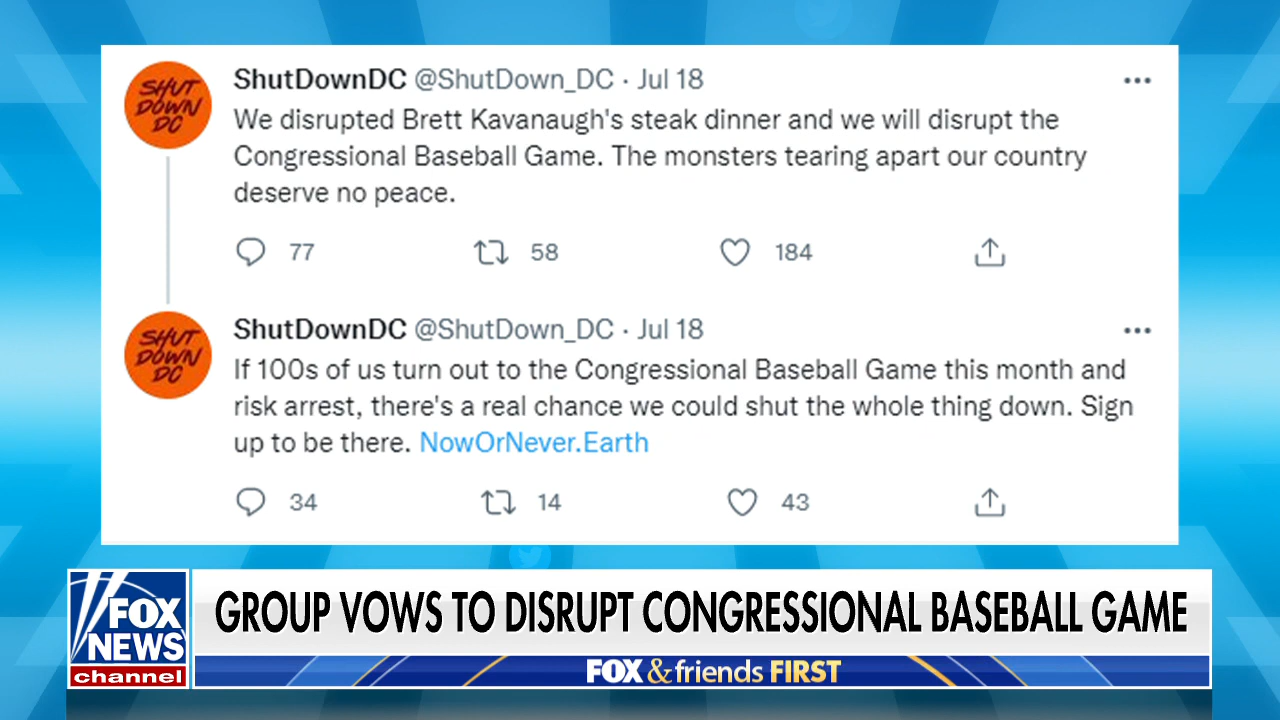 SHUT DOWN DC
ShutDownDC @ShutDown_DC · Jul 18
We disrupted Brett Kavanaugh's steak dinner and we will disrupt the
Congressional Baseball Game. The monsters tearing apart our country
deserve no peace.
77 58 184
SHUT DOWN DC
ShutDownDC @ShutDown_DC · Jul 18
If 100s of us turn out to the Congressional Baseball Game this month and
risk arrest, there's a real chance we could shut the whole thing down. Sign
up to be there. NowOrNever.Earth
34 14 43
FOX
NEWS
channel
GROUP VOWS TO DISRUPT CONGRESSIONAL BASEBALL GAME
FOX & friends FIRST